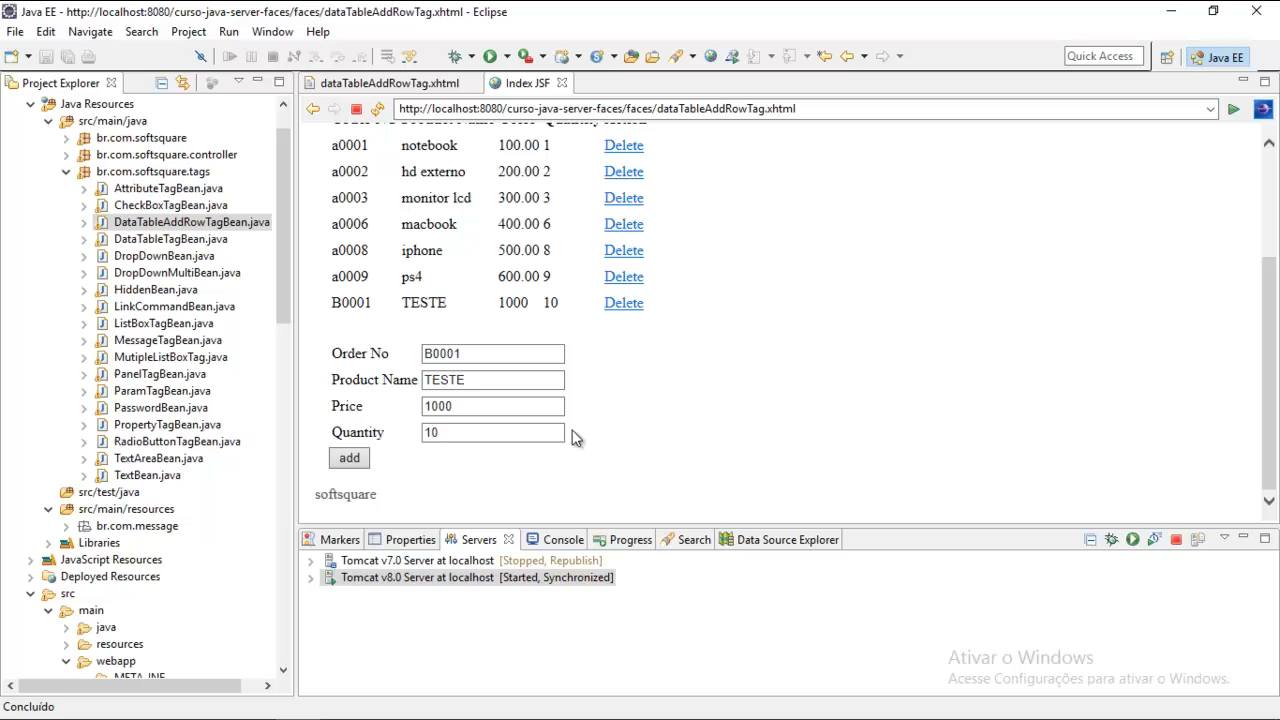 Java EE - http://localhost:8080/curso-java-server-faces/faces/dataTableAddRowTag.xhtml - Eclipse
File Edit Navigate Search Project Run Window Help
Quick Access
Java EE
Project Explorer
Java Resources
src/main/java
br.com.softsquare
br.com.softsquare.controller
br.com.softsquare.tags
AttributeTagBean.java
CheckBoxTagBean.java
DataTableAddRowTagBean.java
DataTableTagBean.java
DropDownBean.java
DropDownMultiBean.java
HiddenBean.java
LinkCommandBean.java
ListBoxTagBean.java
MessageTagBean.java
MutipleListBoxTag.java
PanelTagBean.java
ParamTagBean.java
PasswordBean.java
PropertyTagBean.java
RadioButtonTagBean.java
TextAreaBean.java
TextBean.java
src/test/java
src/main/resources
br.com.message
Libraries
JavaScript Resources
Deployed Resources
src
main
java
resources
webapp
META-INF
dataTableAddRowTag.xhtml
Index JSF
http://localhost:8080/curso-java-server-faces/faces/dataTableAddRowTag.xhtml
a0001 notebook 100.00 1 Delete
a0002 hd externo 200.00 2 Delete
a0003 monitor lcd 300.00 3 Delete
a0006 macbook 400.00 6 Delete
a0008 iphone 500.00 8 Delete
a0009 ps4 600.00 9 Delete
B0001 TESTE 1000 10 Delete
Order No B0001
Product Name TESTE
Price 1000
Quantity 10
add
softsquare
Markers Properties Servers Console Progress Search Data Source Explorer
Tomcat v7.0 Server at localhost [Stopped, Republish]
Tomcat v8.0 Server at localhost [Started, Synchronized]
Ativar o Windows
Acesse Configurações para ativar o Windows.
Concluído